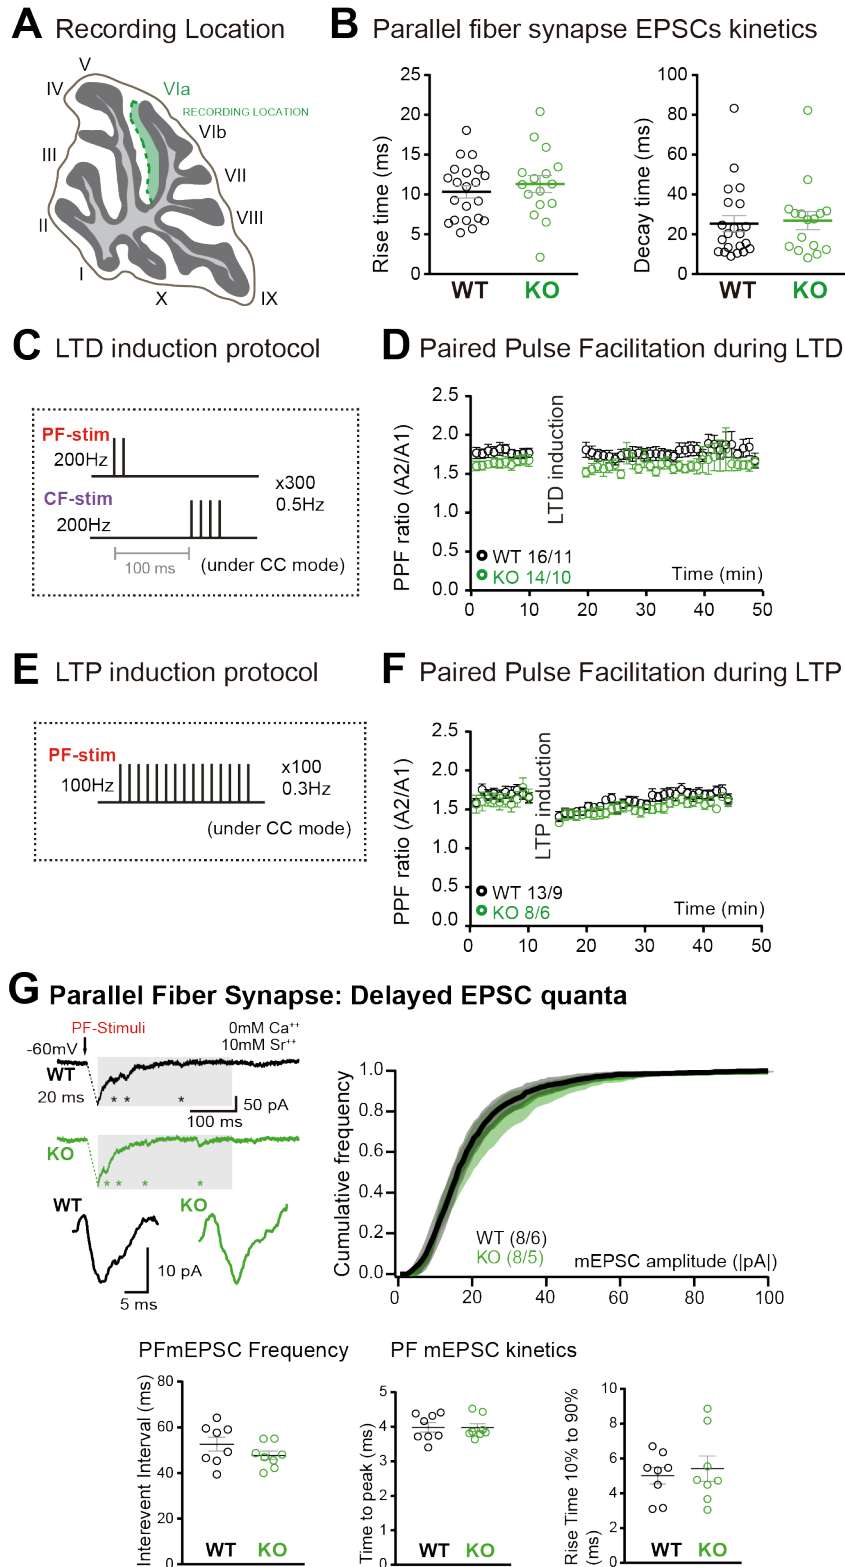 A Recording Location
V
IV
VIa
RECORDING LOCATION
VIb
III
VII
VIII
II
I
X
IX
B Parallel fiber synapse EPSCs kinetics
Rise time (ms)
25
20
15
10
5
0
WT KO
Decay time (ms)
100
80
60
40
20
0
WT KO
C LTD induction protocol
PF-stim
200Hz
CF-stim
200Hz
x300
0.5Hz
100 ms
(under CC mode)
D Paired Pulse Facilitation during LTD
PPF ratio (A2/A1)
2.5
2.0
1.5
1.0
0.5
0.0
LTD induction
WT 16/11
KO 14/10
Time (min)
0 10 20 30 40 50
E LTP induction protocol
PF-stim
100Hz
x100
0.3Hz
(under CC mode)
F Paired Pulse Facilitation during LTP
PPF ratio (A2/A1)
2.5
2.0
1.5
1.0
0.5
0.0
LTP induction
WT 13/9
KO 8/6
Time (min)
0 10 20 30 40 50
G Parallel Fiber Synapse: Delayed EPSC quanta
PF-Stimuli
0mM Ca++
10mM Sr++
-60mV
WT
20 ms
* * *
50 pA
100 ms
KO
* * * *
WT
KO
10 pA
5 ms
Cumulative frequency
1.0
0.8
0.6
0.4
0.2
0.0
WT (8/6)
KO (8/5)
mEPSC amplitude (|pA|)
0 20 40 60 80 100
PFmEPSC Frequency
Interevent Interval (ms)
80
60
40
20
0
WT KO
PF mEPSC kinetics
Time to peak (ms)
5
4
3
2
1
0
WT KO
Rise Time 10% to 90%
(ms)
10
8
6
4
2
0
WT KO